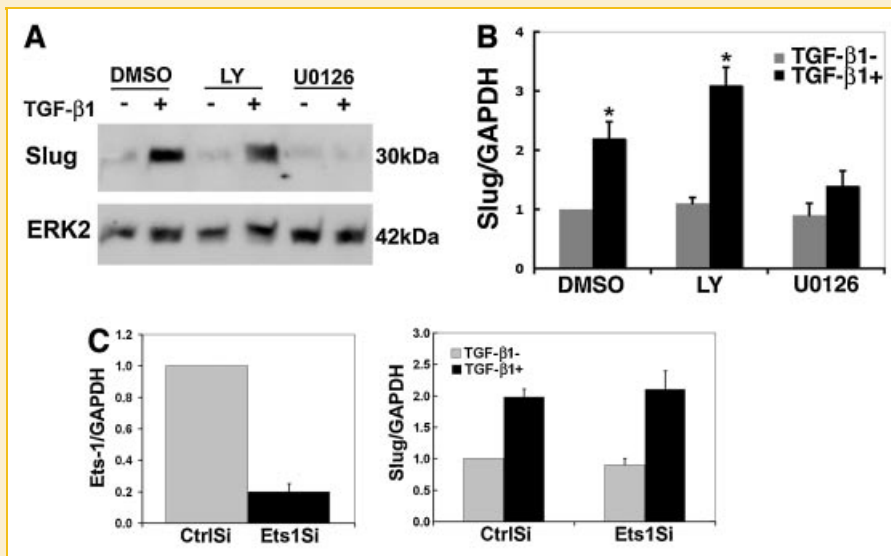 A
DMSO LY U0126
TGF-β1 - + - + - +
Slug 30kDa
ERK2 42kDa
B
Slug/GAPDH
4
3
2
1
0
* *
TGF-β1-
TGF-β1+
DMSO LY U0126
C
Ets-1/GAPDH
1.2
1.0
0.8
0.6
0.4
0.2
0.0
CtrlSi Ets1Si
Slug/GAPDH
3.0
2.5
2.0
1.5
1.0
0.5
0.0
TGF-β1-
TGF-β1+
CtrlSi Ets1Si